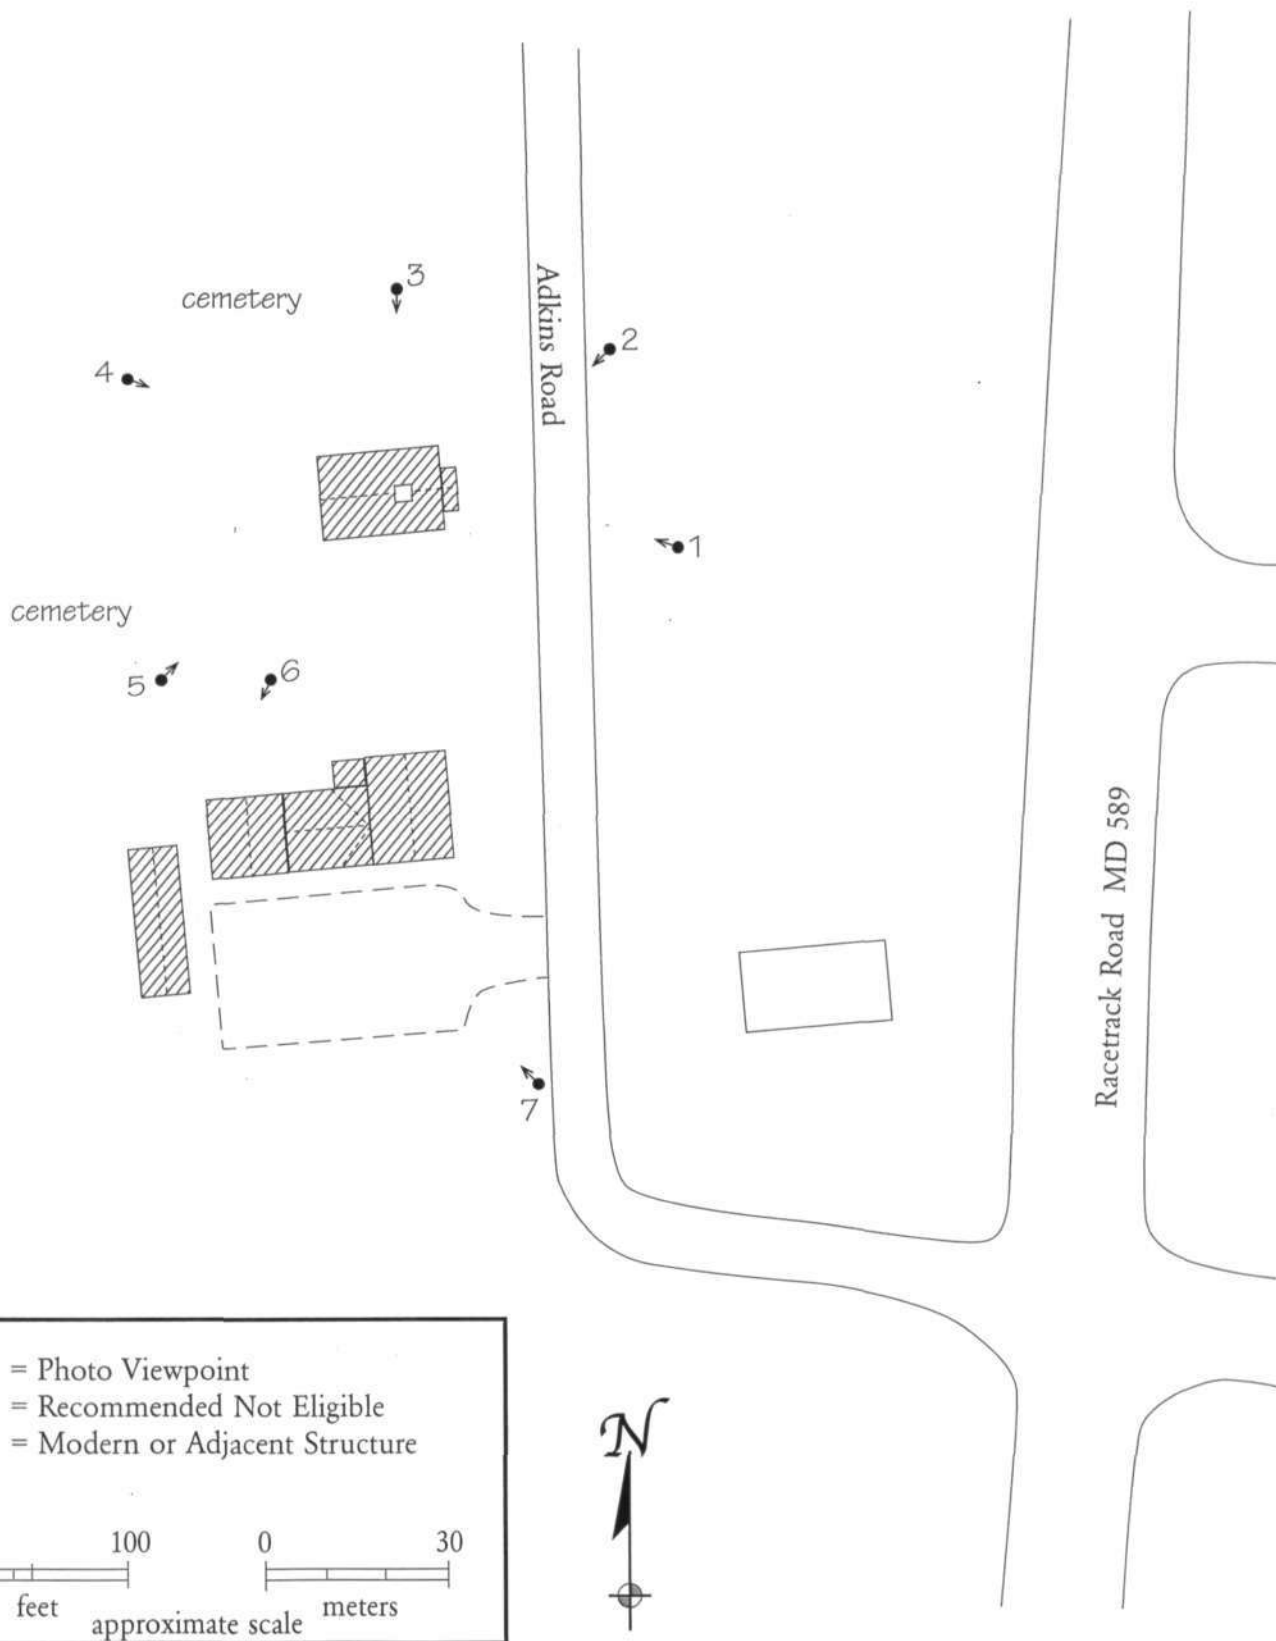 3
cemetery
Adkins Road
2
4
1
cemetery
5
6
Racetrack Road MD 589
7
= Photo Viewpoint
= Recommended Not Eligible
= Modern or Adjacent Structure
N
100
0
30
feet
meters
approximate scale